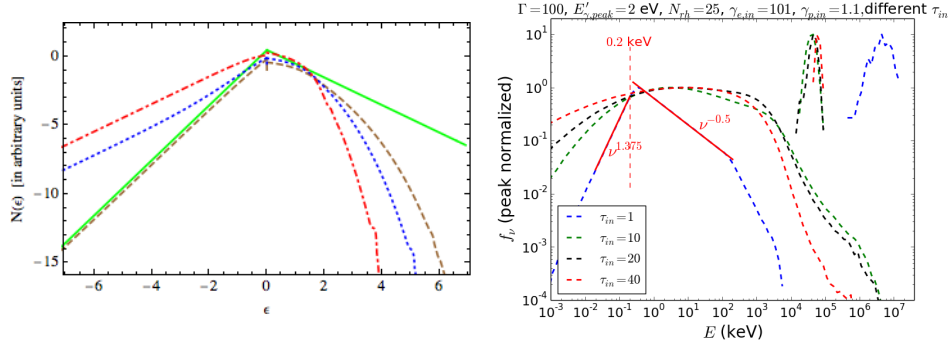 N(ϵ) [in arbitrary units]
0
−5
−10
−15
−6 −4 −2 0 2 4 6
ϵ
Γ=100, E′γ,peak=2 eV, Nrh=25, γe,in=101, γp,in=1.1,different τin
fν (peak normalized)
10^1
10^0
10^-1
10^-2
10^-3
10^-4
0.2 keV
ν^−0.5
ν^1.375
τin=1
τin=10
τin=20
τin=40
10^-3 10^-2 10^-1 10^0 10^1 10^2 10^3 10^4 10^5 10^6 10^7
E (keV)